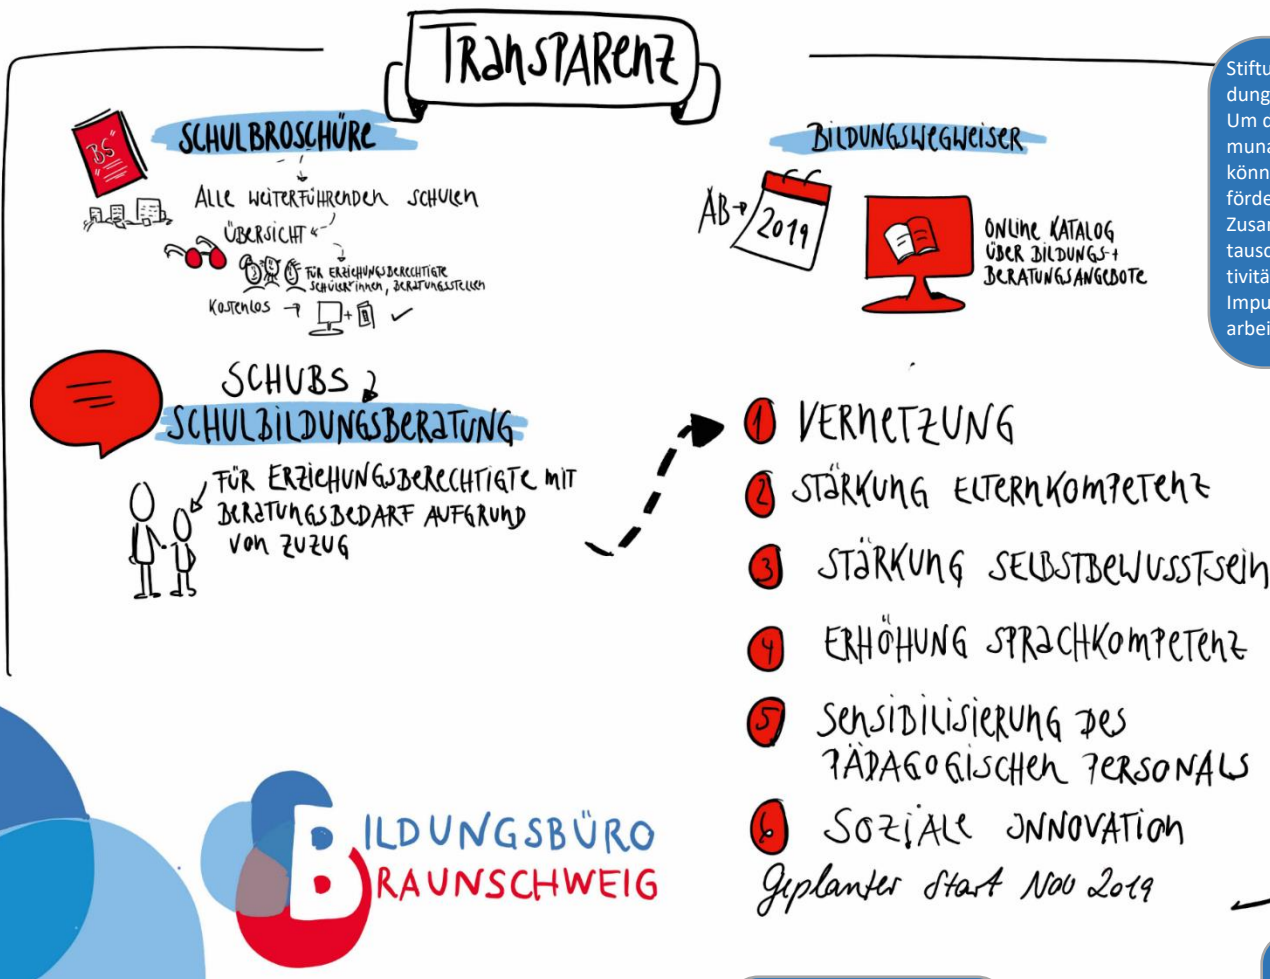 TRANSPARENZ
SCHULBROSCHÜRE
BS
ALLE WEITERFÜHRENDEN SCHULEN
ÜBERSICHT
FÜR ERZIEHUNGSBERECHTIGTE
SCHÜLER*INNEN, BERATUNGSSTELLEN
KOSTENLOS
SCHUBS
SCHULBILDUNGSBERATUNG
FÜR ERZIEHUNGSBERECHTIGTE MIT
BERATUNGSBEDARF AUFGRUND
VON ZUZUG
BILDUNGSBÜRO
BRAUNSCHWEIG
BILDUNGSWEGWEISER
AB
2019
ONLINE KATALOG
ÜBER BILDUNGS-+
BERATUNGSANGEBOTE
1 VERNETZUNG
2 STÄRKUNG ELTERNKOMPETENZ
3 STÄRKUNG SELBSTBEWUSSTSEIN
4 ERHÖHUNG SPRACHKOMPETENZ
5 SENSIBILISIERUNG DES
PÄDAGOGISCHEN PERSONALS
6 SOZIALE INNOVATION
Geplanter Start Nov 2019
Stiftu
dung
Um d
muna
könn
förde
Zusar
tausc
tivitä
Impu
arbei